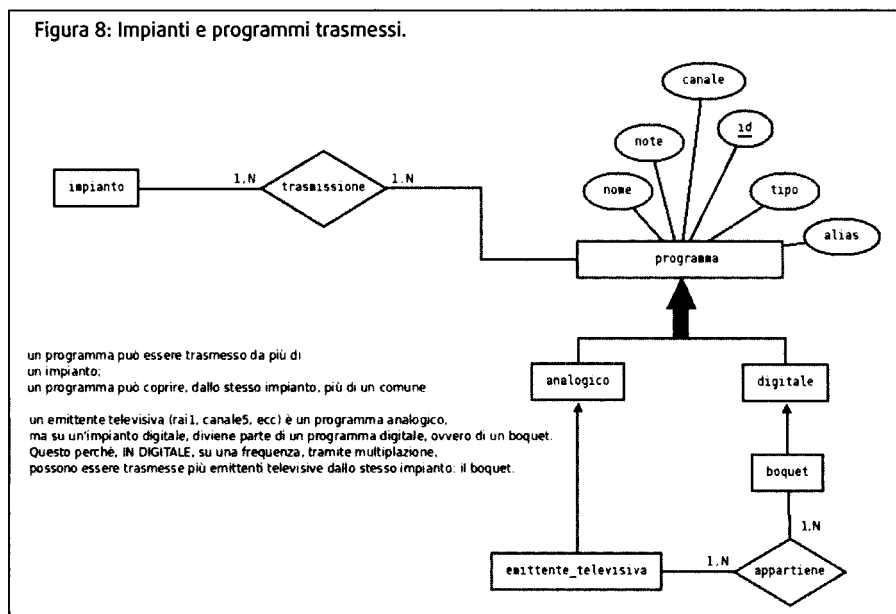 Figura 8: Impianti e programmi trasmessi.
canale
id
note
nome
tipo
alias
impianto
1,N
trasmissione
1,N
programma
un programma può essere trasmesso da più di
un impianto;
un programma può coprire, dallo stesso impianto, più di un comune
un emittente televisiva (rai1, canale5, ecc) è un programma analogico,
ma su un'impianto digitale, diviene parte di un programma digitale, ovvero di un boquet.
Questo perchè, IN DIGITALE, su una frequenza, tramite multiplazione,
possono essere trasmesse più emittenti televisive dallo stesso impianto: il boquet.
analogico
digitale
boquet
1,N
emittente_televisiva
1,N
appartiene